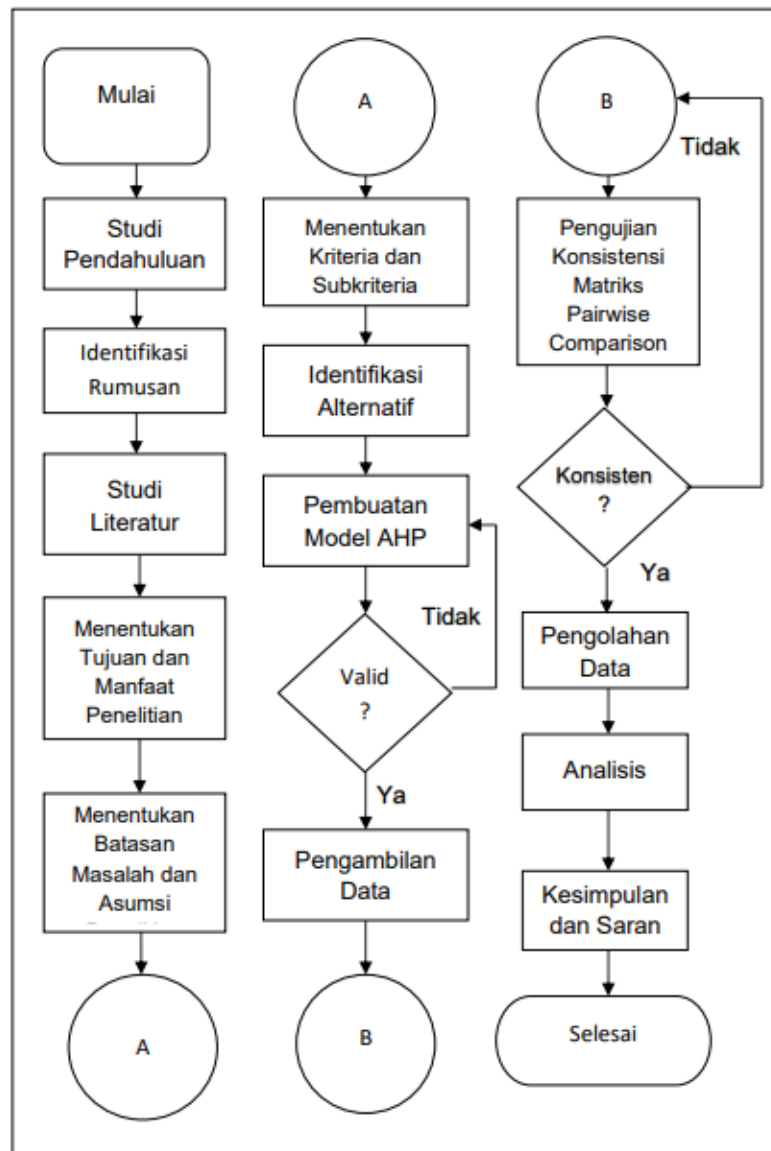 Mulai
Studi
Pendahuluan
Identifikasi
Rumusan
Studi
Literatur
Menentukan
Tujuan dan
Manfaat
Penelitian
Menentukan
Batasan
Masalah dan
Asumsi
A
A
Menentukan
Kriteria dan
Subkriteria
Identifikasi
Alternatif
Pembuatan
Model AHP
Tidak
Valid
?
Ya
Pengambilan
Data
B
B
Tidak
Pengujian
Konsistensi
Matriks
Pairwise
Comparison
Konsisten
?
Ya
Pengolahan
Data
Analisis
Kesimpulan
dan Saran
Selesai